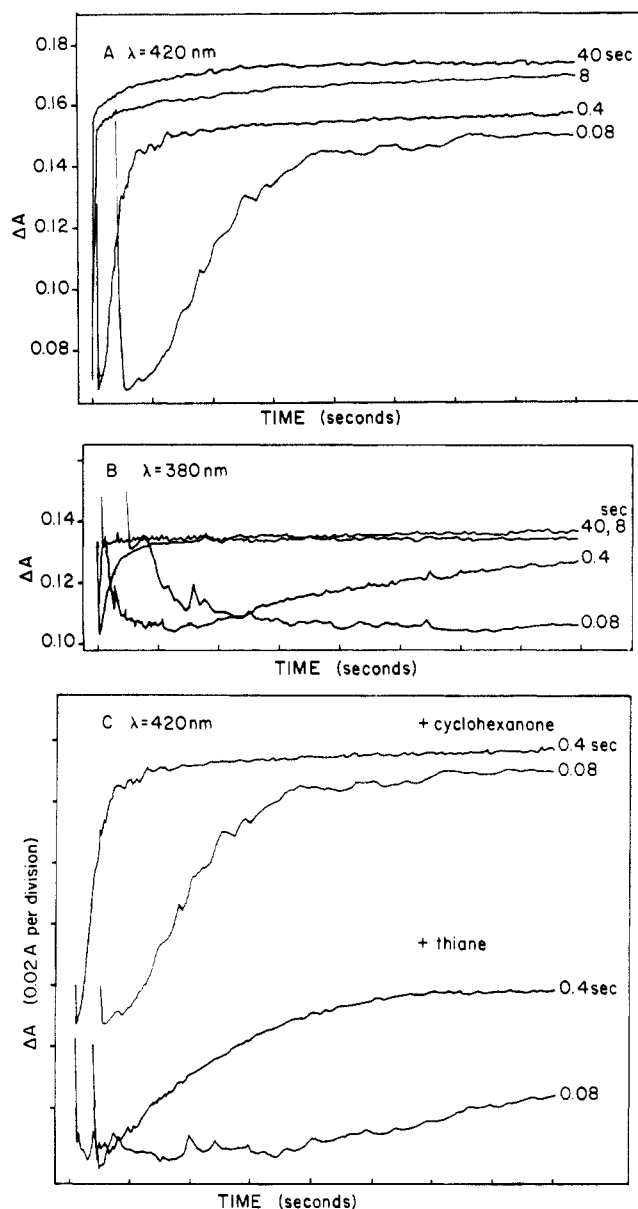 A λ=420 nm
0.18
0.16
0.14
0.12
0.10
0.08
ΔA
40 sec
8
0.4
0.08
TIME (seconds)
B λ=380 nm
0.14
0.12
0.10
ΔA
sec
40, 8
0.4
0.08
TIME (seconds)
C λ=420 nm
+ cyclohexanone
0.4 sec
0.08
+ thiane
0.4 sec
0.08
ΔA (0.02 A per division)
TIME (seconds)